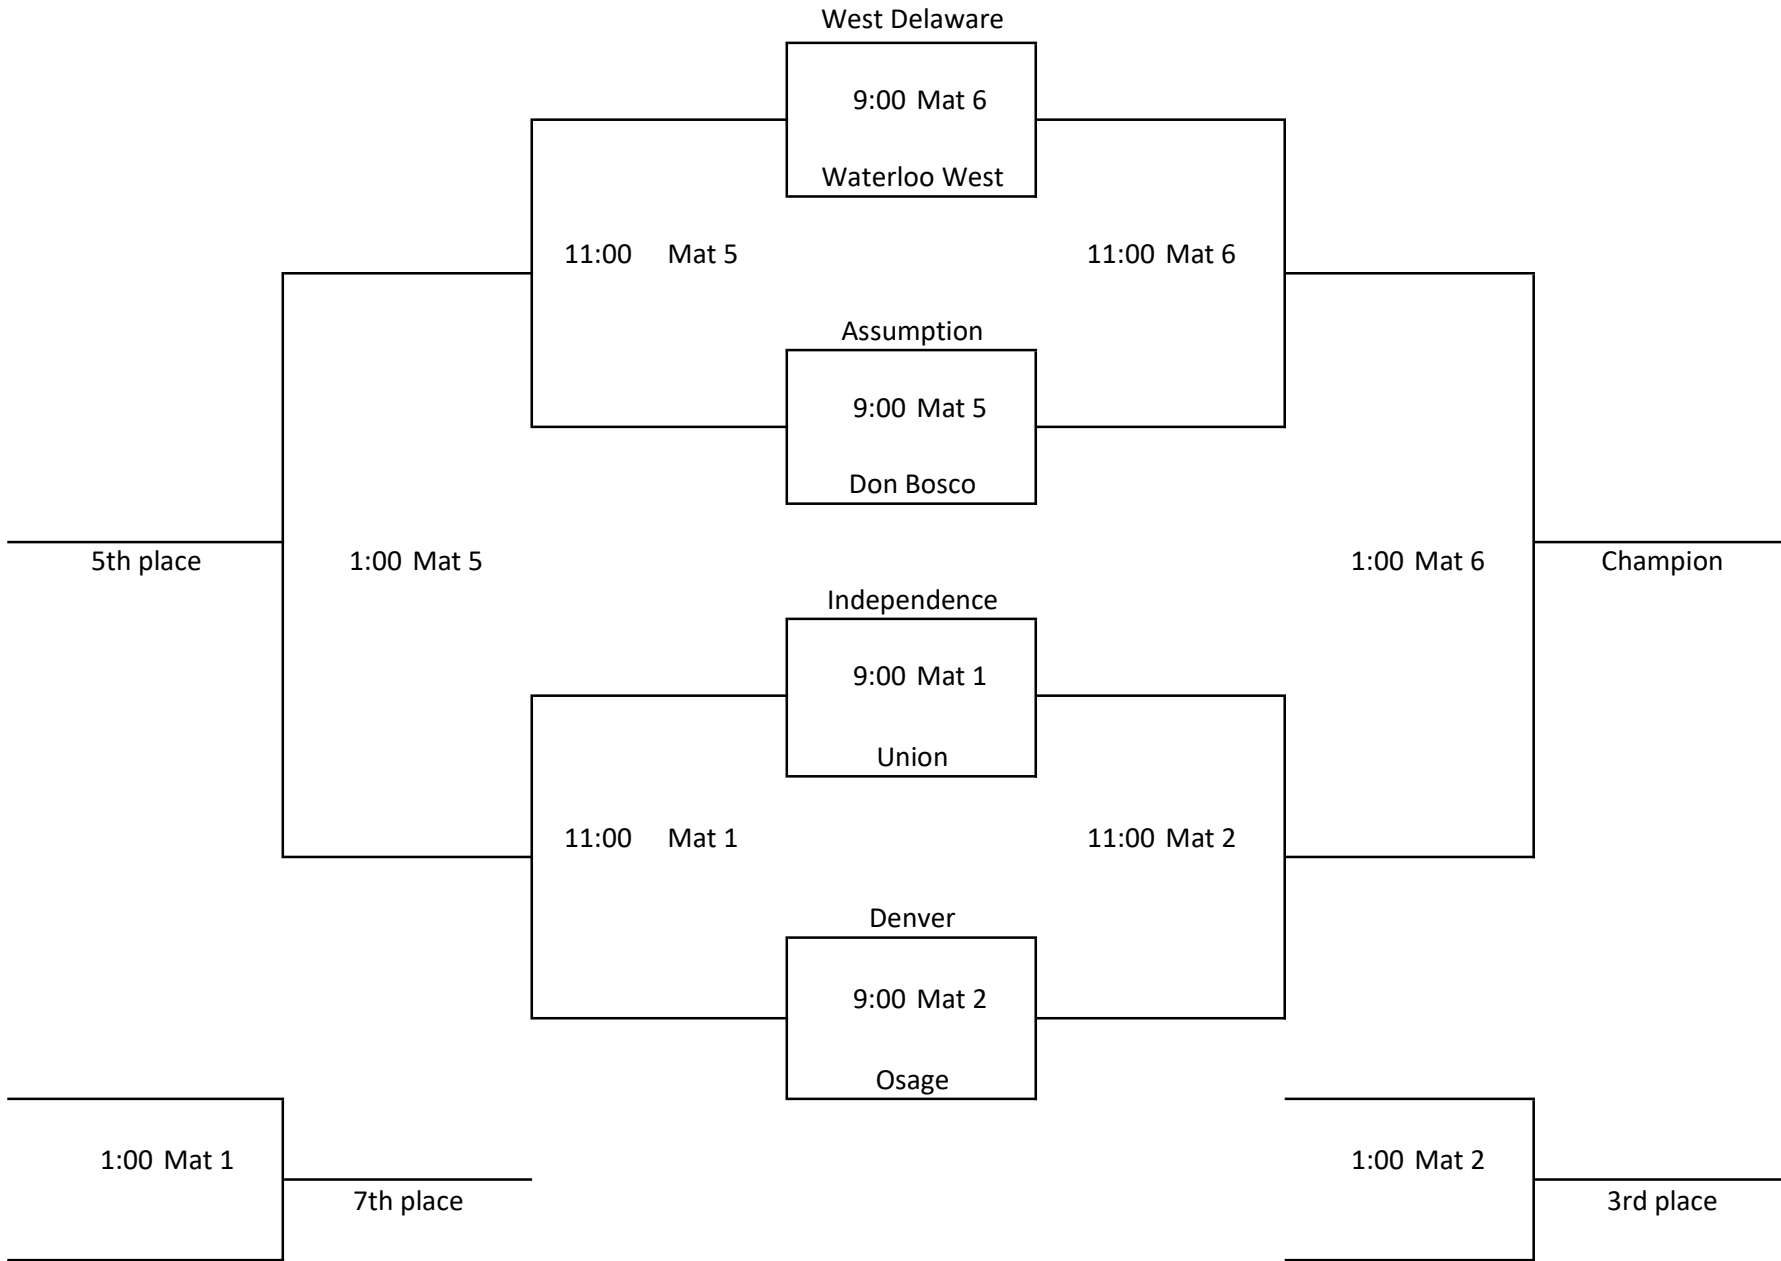 West Delaware
9:00 Mat 6
Waterloo West
11:00 Mat 5
11:00 Mat 6
Assumption
9:00 Mat 5
Don Bosco
5th place
1:00 Mat 5
1:00 Mat 6
Champion
Independence
9:00 Mat 1
Union
11:00 Mat 1
11:00 Mat 2
Denver
9:00 Mat 2
Osage
1:00 Mat 1
1:00 Mat 2
7th place
3rd place